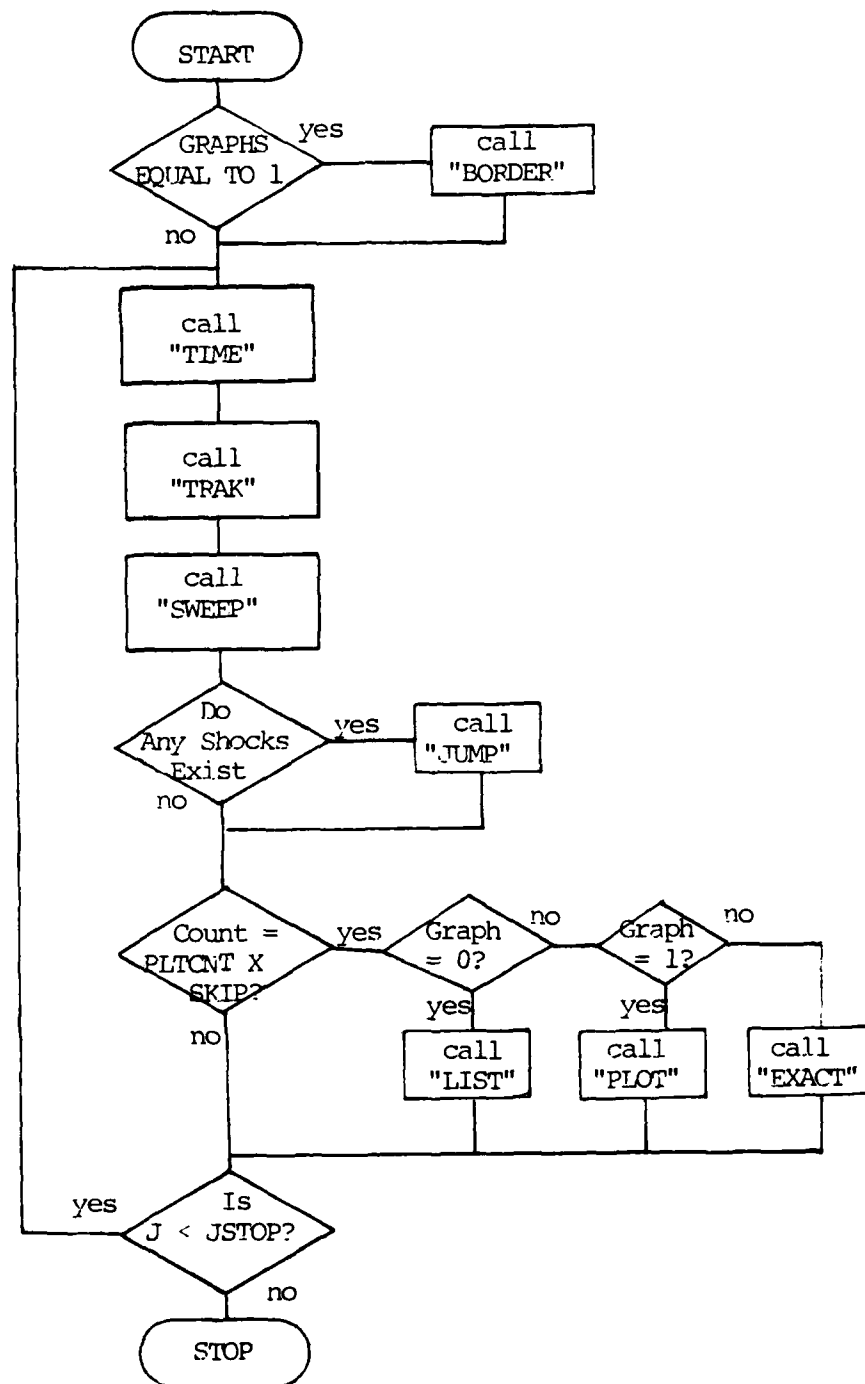 START
GRAPHS
EQUAL TO 1
yes
call
"BORDER"
no
call
"TIME"
call
"TRAK"
call
"SWEEP"
Do
Any Shocks
Exist
yes
call
"JUMP"
no
Count =
PLTCNT X
SKIP?
yes
Graph
= 0?
no
Graph
= 1?
no
yes
yes
no
call
"LIST"
call
"PLOT"
call
"EXACT"
yes
Is
J < JSTOP?
no
STOP